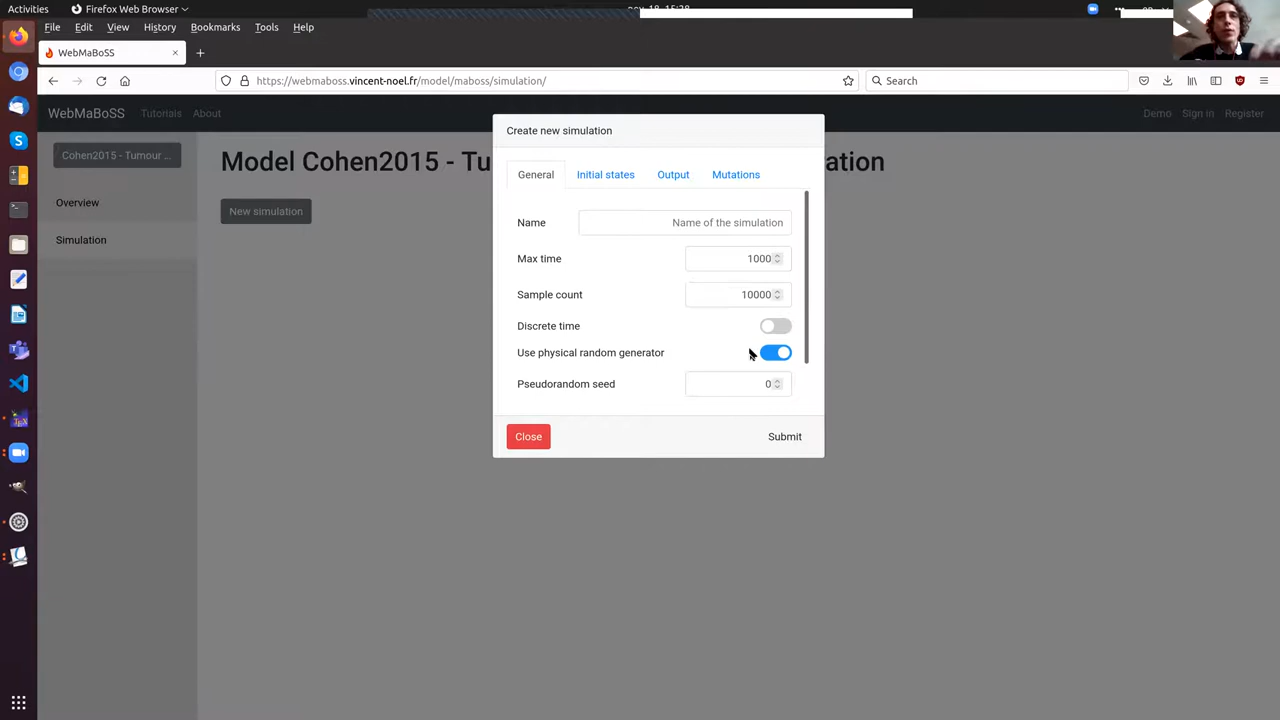 Activities
Firefox Web Browser
File Edit View History Bookmarks Tools Help
WebMaBoSS
https://webmaboss.vincent-noel.fr/model/maboss/simulation/
Search
WebMaBoSS Tutorials About
Demo Sign in Register
Cohen2015 - Tumour ...
Overview
Simulation
Model Cohen2015 - Tu
New simulation
Create new simulation
General Initial states Output Mutations
Name Name of the simulation
Max time 1000
Sample count 10000
Discrete time
Use physical random generator
Pseudorandom seed 0
Close Submit